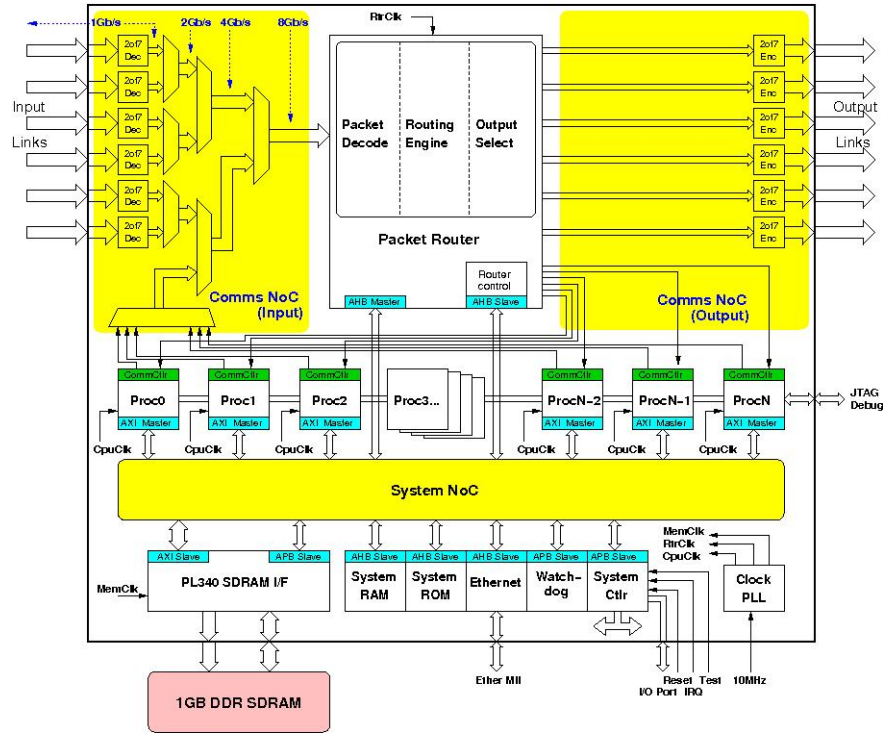 1Gb/s
2Gb/s
4Gb/s
8Gb/s
RtrClk
2of7
Dec
2of7
Dec
2of7
Dec
2of7
Dec
2of7
Dec
2of7
Dec
Input
Links
Packet
Decode
Routing
Engine
Output
Select
Packet Router
Router
control
AHB Master
AHB Slave
2of7
Enc
2of7
Enc
2of7
Enc
2of7
Enc
2of7
Enc
2of7
Enc
Output
Links
Comms NoC
(Input)
Comms NoC
(Output)
CommCtlr
Proc0
AXI Master
CpuClk
CommCtlr
Proc1
AXI Master
CpuClk
CommCtlr
Proc2
AXI Master
CpuClk
Proc3...
CommCtlr
ProcN-2
AXI Master
CpuClk
CommCtlr
ProcN-1
AXI Master
CpuClk
CommCtlr
ProcN
AXI Master
CpuClk
JTAG
Debug
System NoC
AXI Slave
APB Slave
PL340 SDRAM I/F
MemClk
AHB Slave
System
RAM
AHB Slave
System
ROM
AHB Slave
Ethernet
APB Slave
Watch-
dog
APB Slave
System
Ctlr
MemClk
RtrClk
CpuClk
Clock
PLL
1GB DDR SDRAM
Ether MII
Reset Test
I/O Port IRQ
10MHz